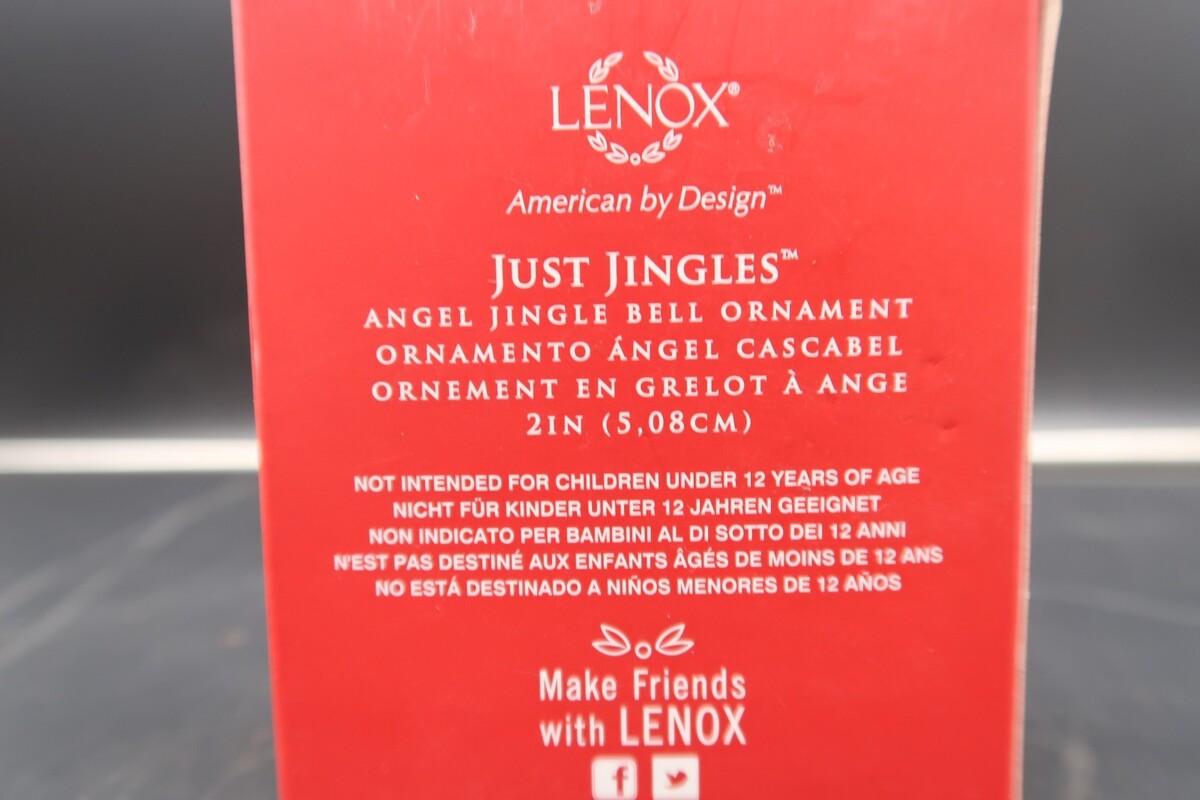 LENOX®
American by Design™
JUST JINGLES™
ANGEL JINGLE BELL ORNAMENT
ORNAMENTO ÁNGEL CASCABEL
ORNEMENT EN GRELOT À ANGE
2IN (5,08CM)
NOT INTENDED FOR CHILDREN UNDER 12 YEARS OF AGE
NICHT FÜR KINDER UNTER 12 JAHREN GEEIGNET
NON INDICATO PER BAMBINI AL DI SOTTO DEI 12 ANNI
N'EST PAS DESTINÉ AUX ENFANTS ÂGÉS DE MOINS DE 12 ANS
NO ESTÁ DESTINADO A NIÑOS MENORES DE 12 AÑOS
Make Friends
with LENOX
f